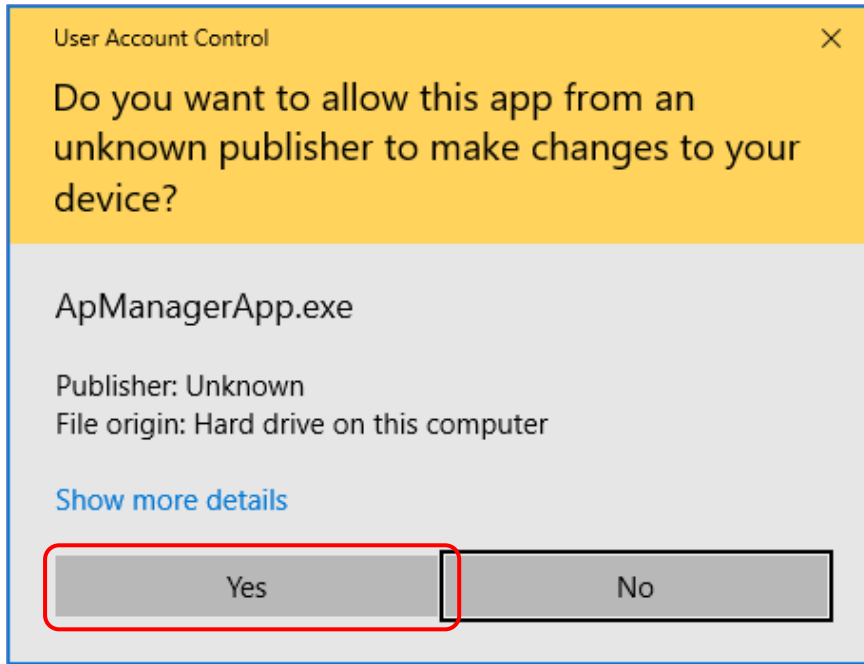 User Account Control
Do you want to allow this app from an
unknown publisher to make changes to your
device?
ApManagerApp.exe
Publisher: Unknown
File origin: Hard drive on this computer
Show more details
Yes
No